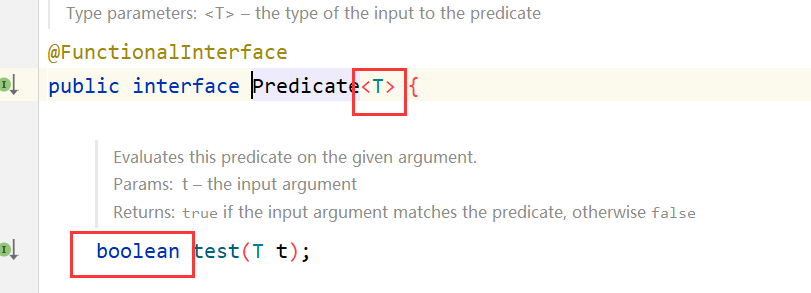 Type parameters: <T> – the type of the input to the predicate
@FunctionalInterface
public interface Predicate<T> {
Evaluates this predicate on the given argument.
Params: t – the input argument
Returns: true if the input argument matches the predicate, otherwise false
boolean test(T t);